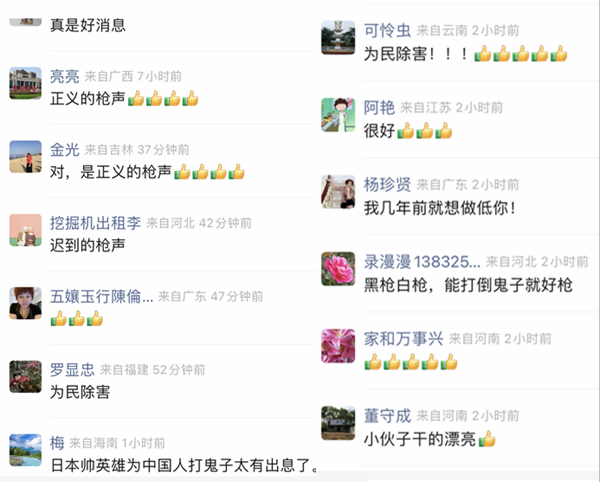 真是好消息
亮亮 来自广西 7小时前
正义的枪声👍👍👍👍
金光 来自吉林 37分钟前
对，是正义的枪声👍👍👍👍
挖掘机出租李 来自河北 42分钟前
迟到的枪声
五孃玉行陳倫... 来自广东 47分钟前
👍👍👍
罗显忠 来自福建 52分钟前
为民除害
梅 来自海南 1小时前
日本帅英雄为中国人打鬼子太有出息了。
可怜虫 来自云南 2小时前
为民除害！！！👍👍👍👍👍
阿艳 来自江苏 2小时前
很好👍👍👍
杨珍贤 来自广东 2小时前
我几年前就想做低你！
录漫漫138325... 来自河北 2小时前
黑枪白枪，能打倒鬼子就好枪
家和万事兴 来自河南 2小时前
👍👍👍👍👍
董守成 来自河南 2小时前
小伙子干的漂亮👍